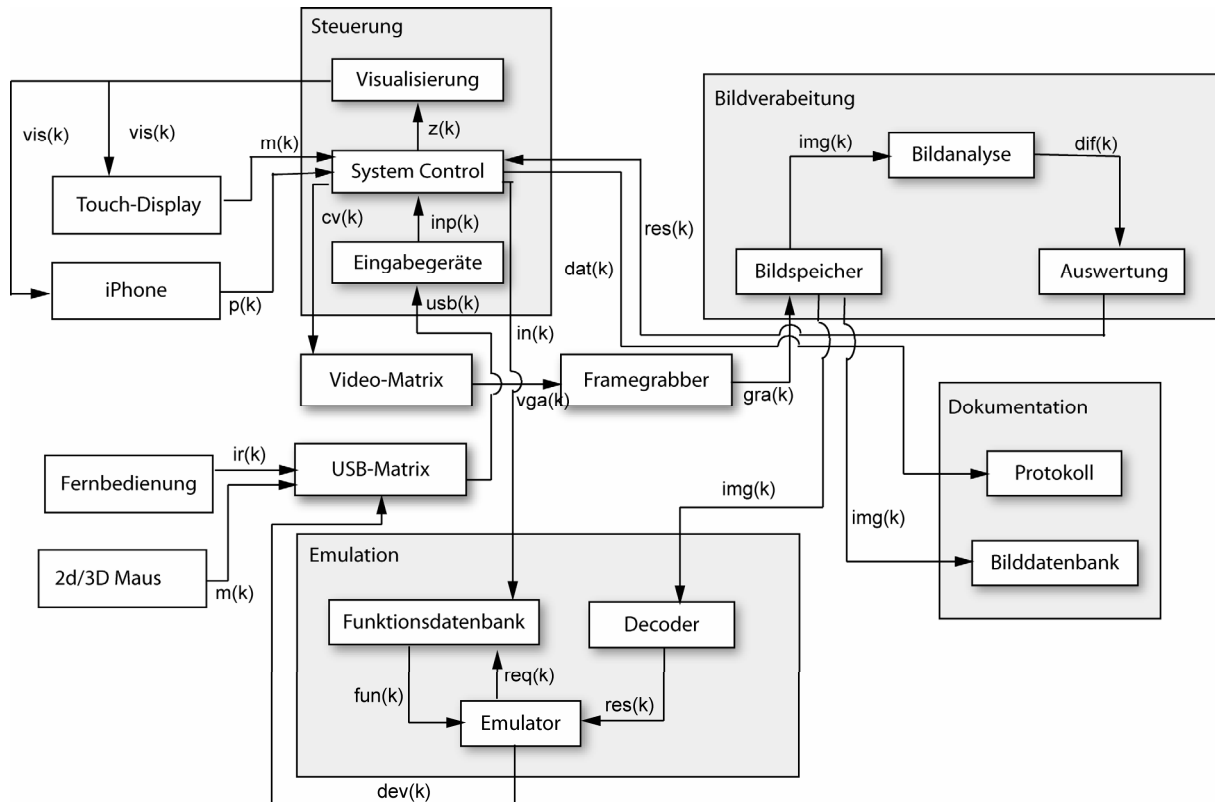 Steuerung
Visualisierung
Bildverabeitung
vis(k)
vis(k)
z(k)
m(k)
img(k)
Bildanalyse
dif(k)
System Control
Touch-Display
cv(k)
inp(k)
res(k)
Eingabegeräte
dat(k)
Bildspeicher
Auswertung
iPhone
p(k)
usb(k)
in(k)
Video-Matrix
vga(k)
Framegrabber
gra(k)
Dokumentation
Fernbedienung
ir(k)
USB-Matrix
Protokoll
img(k)
img(k)
2d/3D Maus
m(k)
Emulation
Bilddatenbank
Funktionsdatenbank
Decoder
fun(k)
req(k)
res(k)
Emulator
dev(k)